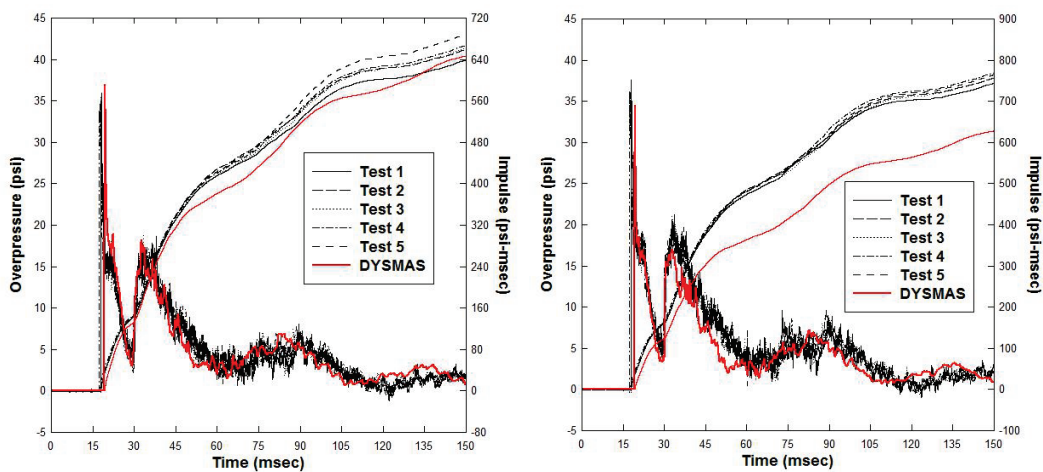 45
40
35
30
25
20
15
10
5
0
-5
Overpressure (psi)
720
640
560
480
400
320
240
160
80
0
-80
Impulse (psi-msec)
Test 1
Test 2
Test 3
Test 4
Test 5
DYSMAS
0 15 30 45 60 75 90 105 120 135 150
Time (msec)
45
40
35
30
25
20
15
10
5
0
-5
Overpressure (psi)
900
800
700
600
500
400
300
200
100
0
-100
Impulse (psi-msec)
Test 1
Test 2
Test 3
Test 4
Test 5
DYSMAS
0 15 30 45 60 75 90 105 120 135 150
Time (msec)